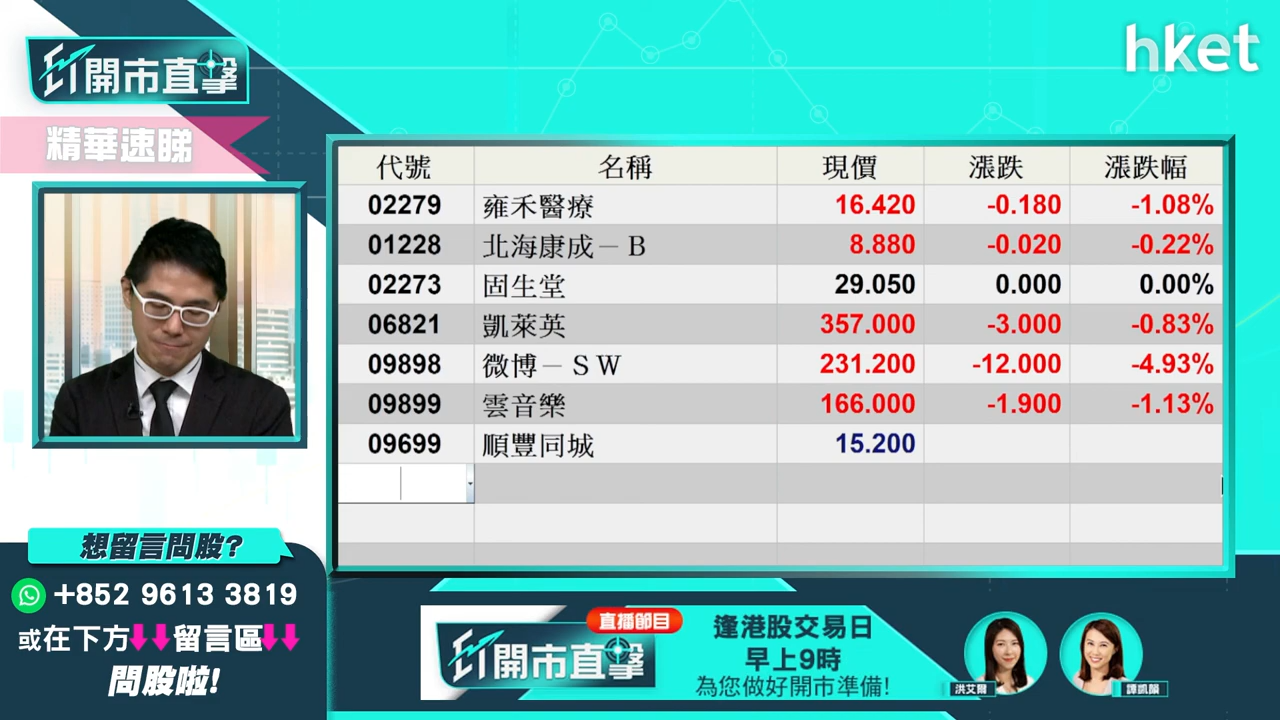 hket
ET開市直擊
精華速睇
代號 名稱 現價 漲跌 漲跌幅
02279 雍禾醫療 16.420 -0.180 -1.08%
01228 北海康成－Ｂ 8.880 -0.020 -0.22%
02273 固生堂 29.050 0.000 0.00%
06821 凱萊英 357.000 -3.000 -0.83%
09898 微博－ＳＷ 231.200 -12.000 -4.93%
09899 雲音樂 166.000 -1.900 -1.13%
09699 順豐同城 15.200
想留言問股?
+852 9613 3819
或在下方留言區
問股啦!
ET開市直擊
直播節目
逢港股交易日
早上9時
為您做好開市準備!
洪艾爾
譚凱韻